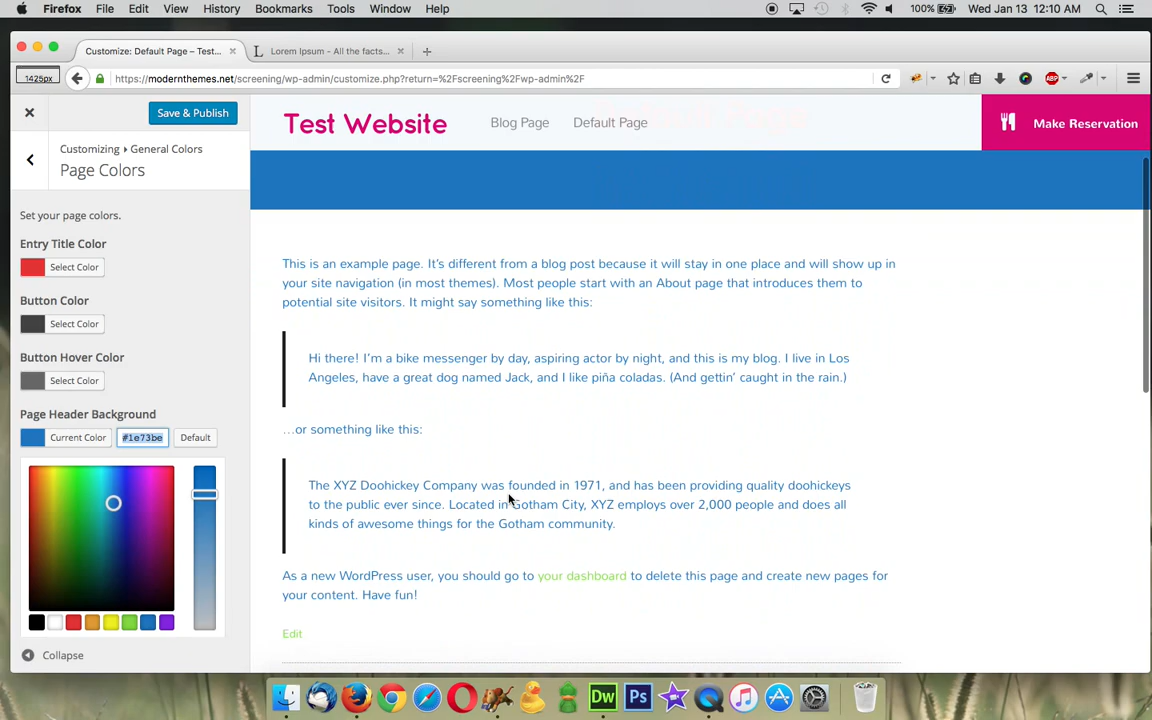 Firefox File Edit View History Bookmarks Tools Window Help 100% Wed Jan 13 12:10 AM
Customize: Default Page – Test... Lorem Ipsum - All the facts...
1425px https://modernthemes.net/screening/wp-admin/customize.php?return=%2Fscreening%2Fwp-admin%2F ABP
Save & Publish
Test Website Blog Page Default Page Make Reservation
Customizing General Colors
Page Colors
Set your page colors.
Entry Title Color
Select Color
Button Color
Select Color
Button Hover Color
Select Color
Page Header Background
Current Color #1e73be Default
Collapse
This is an example page. It's different from a blog post because it will stay in one place and will show up in
your site navigation (in most themes). Most people start with an About page that introduces them to
potential site visitors. It might say something like this:
Hi there! I'm a bike messenger by day, aspiring actor by night, and this is my blog. I live in Los
Angeles, have a great dog named Jack, and I like piña coladas. (And gettin' caught in the rain.)
…or something like this:
The XYZ Doohickey Company was founded in 1971, and has been providing quality doohickeys
to the public ever since. Located in Gotham City, XYZ employs over 2,000 people and does all
kinds of awesome things for the Gotham community.
As a new WordPress user, you should go to your dashboard to delete this page and create new pages for
your content. Have fun!
Edit
Dw Ps